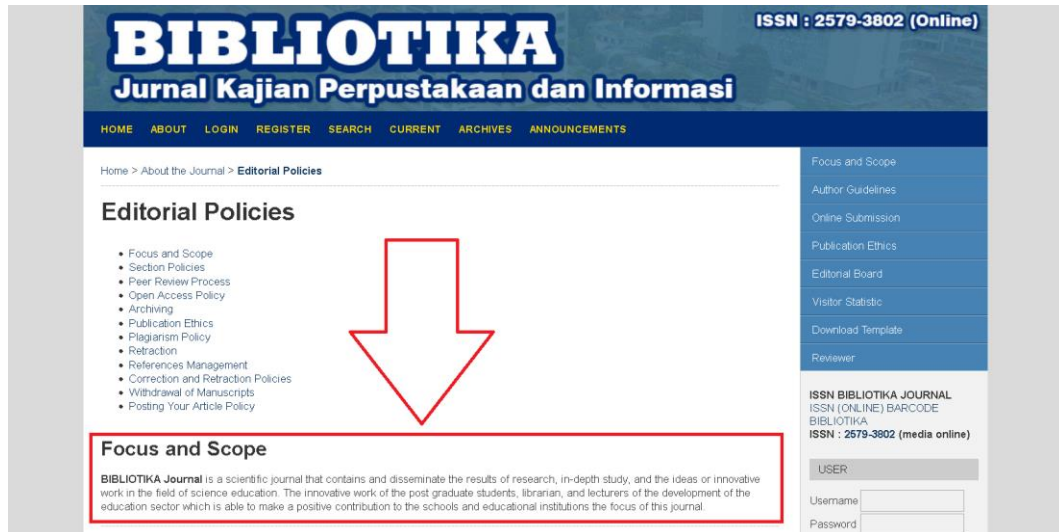 BIBLIOTIKA
Jurnal Kajian Perpustakaan dan Informasi
ISSN : 2579-3802 (Online)
HOME ABOUT LOGIN REGISTER SEARCH CURRENT ARCHIVES ANNOUNCEMENTS
Home > About the Journal > Editorial Policies
Editorial Policies
Focus and Scope
Section Policies
Peer Review Process
Open Access Policy
Archiving
Publication Ethics
Plagiarism Policy
Retraction
References Management
Correction and Retraction Policies
Withdrawal of Manuscripts
Posting Your Article Policy
Focus and Scope
BIBLIOTIKA Journal is a scientific journal that contains and disseminate the results of research, in-depth study, and the ideas or innovative
work in the field of science education. The innovative work of the post graduate students, librarian, and lecturers of the development of the
education sector which is able to make a positive contribution to the schools and educational institutions the focus of this journal.
Focus and Scope
Author Guidelines
Online Submission
Publication Ethics
Editorial Board
Visitor Statistic
Download Template
Reviewer
ISSN BIBLIOTIKA JOURNAL
ISSN (ONLINE) BARCODE
BIBLIOTIKA
ISSN : 2579-3802 (media online)
USER
Username
Password